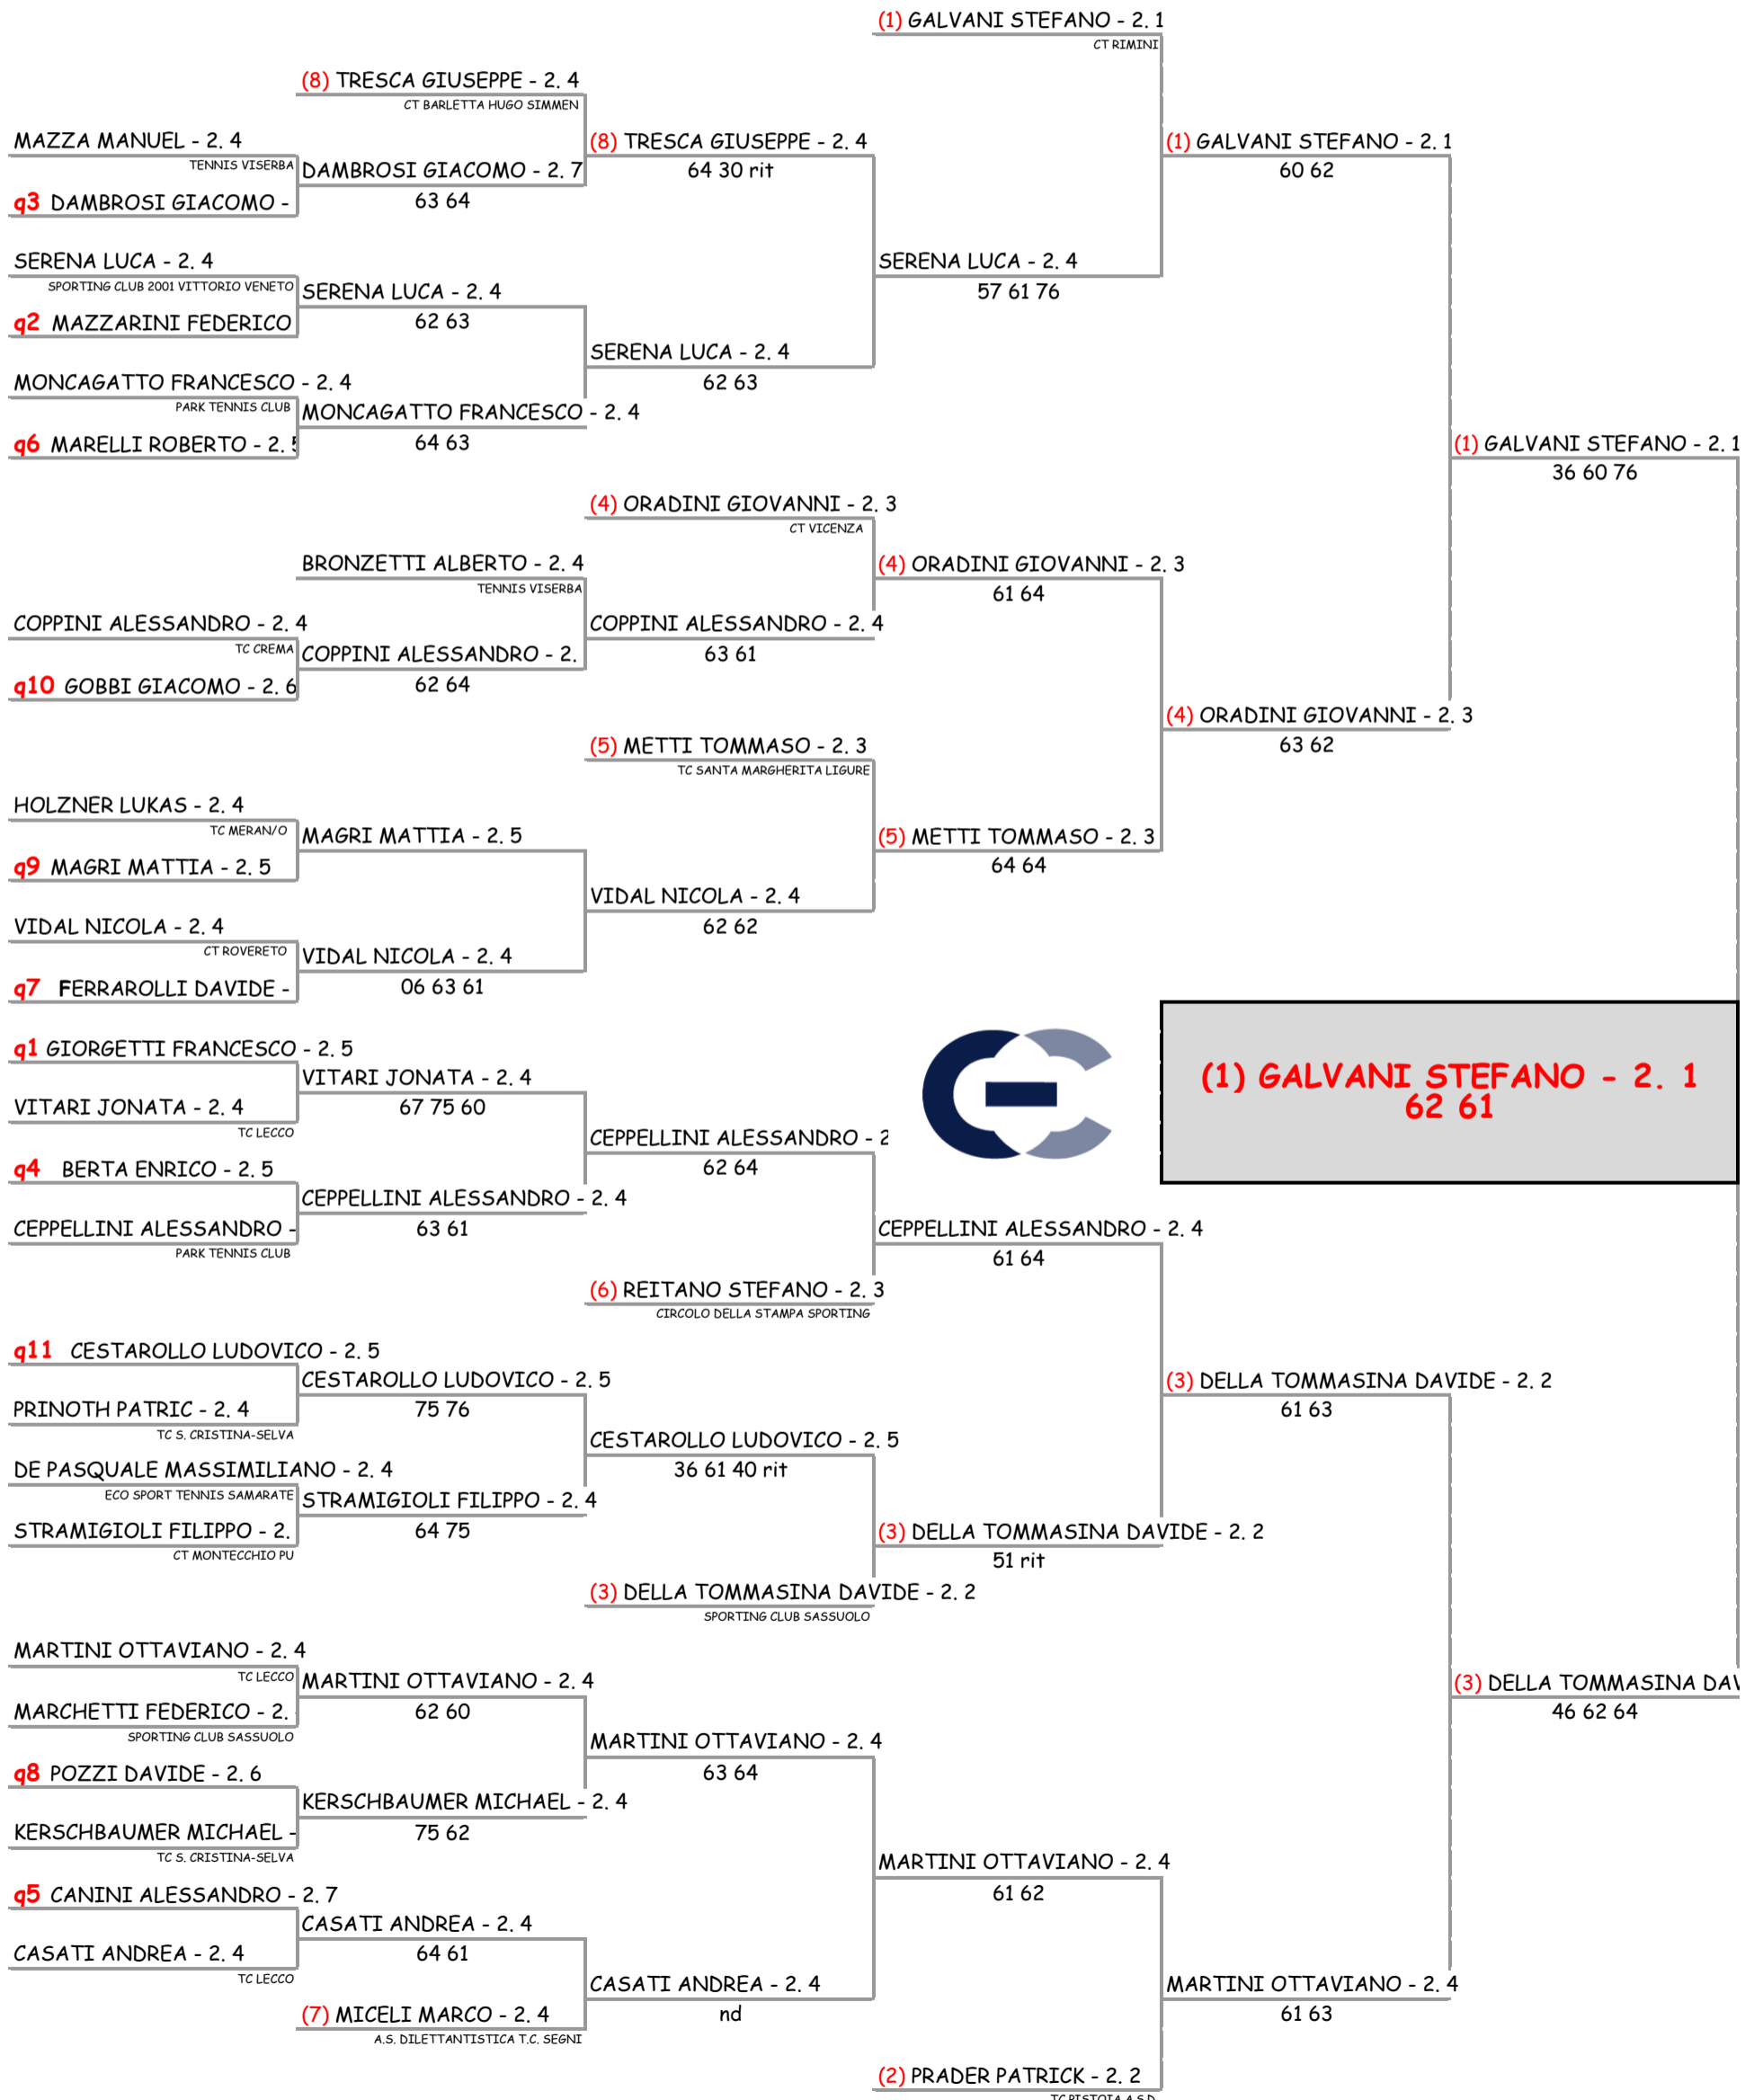 (1) GALVANI STEFANO - 2. 1
CT RIMINI
(8) TRESCA GIUSEPPE - 2. 4
CT BARLETTA HUGO SIMMEN
MAZZA MANUEL - 2. 4
(8) TRESCA GIUSEPPE - 2. 4
(1) GALVANI STEFANO - 2. 1
TENNIS VISERBA
DAMBROSI GIACOMO - 2. 7
64 30 rit
60 62
q3 DAMBROSI GIACOMO -
63 64
SERENA LUCA - 2. 4
SERENA LUCA - 2. 4
SPORTING CLUB 2001 VITTORIO VENETO
SERENA LUCA - 2. 4
57 61 76
q2 MAZZARINI FEDERICO
62 63
SERENA LUCA - 2. 4
MONCAGATTO FRANCESCO - 2. 4
62 63
PARK TENNIS CLUB
MONCAGATTO FRANCESCO - 2. 4
q6 MARELLI ROBERTO - 2. 5
64 63
(1) GALVANI STEFANO - 2. 1
36 60 76
(4) ORADINI GIOVANNI - 2. 3
CT VICENZA
BRONZETTI ALBERTO - 2. 4
(4) ORADINI GIOVANNI - 2. 3
TENNIS VISERBA
61 64
COPPINI ALESSANDRO - 2. 4
COPPINI ALESSANDRO - 2. 4
TC CREMA
COPPINI ALESSANDRO - 2.
63 61
q10 GOBBI GIACOMO - 2. 6
62 64
(4) ORADINI GIOVANNI - 2. 3
(5) METTI TOMMASO - 2. 3
63 62
TC SANTA MARGHERITA LIGURE
HOLZNER LUKAS - 2. 4
TC MERAN/O
MAGRI MATTIA - 2. 5
(5) METTI TOMMASO - 2. 3
q9 MAGRI MATTIA - 2. 5
64 64
VIDAL NICOLA - 2. 4
VIDAL NICOLA - 2. 4
62 62
CT ROVERETO
VIDAL NICOLA - 2. 4
q7 FERRAROLLI DAVIDE -
06 63 61
q1 GIORGETTI FRANCESCO - 2. 5
VITARI JONATA - 2. 4
(1) GALVANI STEFANO - 2. 1
VITARI JONATA - 2. 4
67 75 60
62 61
TC LECCO
CEPPELLINI ALESSANDRO - 2
q4 BERTA ENRICO - 2. 5
62 64
CEPPELLINI ALESSANDRO - 2. 4
CEPPELLINI ALESSANDRO -
63 61
CEPPELLINI ALESSANDRO - 2. 4
PARK TENNIS CLUB
61 64
(6) REITANO STEFANO - 2. 3
CIRCOLO DELLA STAMPA SPORTING
q11 CESTAROLLO LUDOVICO - 2. 5
CESTAROLLO LUDOVICO - 2. 5
(3) DELLA TOMMASINA DAVIDE - 2. 2
PRINOTH PATRIC - 2. 4
75 76
61 63
TC S. CRISTINA-SELVA
CESTAROLLO LUDOVICO - 2. 5
DE PASQUALE MASSIMILIANO - 2. 4
36 61 40 rit
ECO SPORT TENNIS SAMARATE
STRAMIGIOLI FILIPPO - 2. 4
STRAMIGIOLI FILIPPO - 2.
64 75
(3) DELLA TOMMASINA DAVIDE - 2. 2
CT MONTECCHIO PU
51 rit
(3) DELLA TOMMASINA DAVIDE - 2. 2
SPORTING CLUB SASSUOLO
MARTINI OTTAVIANO - 2. 4
TC LECCO
MARTINI OTTAVIANO - 2. 4
(3) DELLA TOMMASINA DAV
MARCHETTI FEDERICO - 2.
62 60
46 62 64
SPORTING CLUB SASSUOLO
MARTINI OTTAVIANO - 2. 4
q8 POZZI DAVIDE - 2. 6
63 64
KERSCHBAUMER MICHAEL - 2. 4
KERSCHBAUMER MICHAEL -
75 62
TC S. CRISTINA-SELVA
MARTINI OTTAVIANO - 2. 4
q5 CANINI ALESSANDRO - 2. 7
61 62
CASATI ANDREA - 2. 4
CASATI ANDREA - 2. 4
64 61
TC LECCO
CASATI ANDREA - 2. 4
MARTINI OTTAVIANO - 2. 4
(7) MICELI MARCO - 2. 4
nd
61 63
A.S. DILETTANTISTICA T.C. SEGNI
(2) PRADER PATRICK - 2. 2
TC PISTOIA A.S.D.